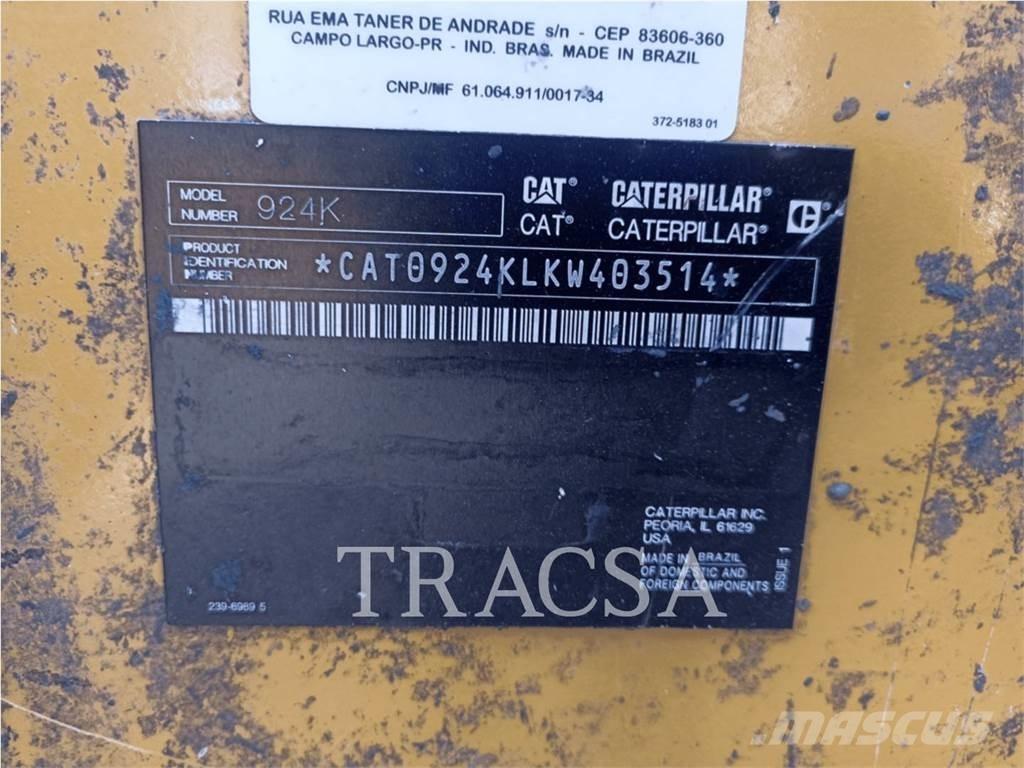 RUA EMA TANER DE ANDRADE s/n - CEP 83606-360
CAMPO LARGO-PR - IND. BRAS. MADE IN BRAZIL
CNPJ/MF 61.064.911/0017-34
372-5183 01
MODEL
NUMBER 924K
CAT® CATERPILLAR®
CAT® CATERPILLAR®
PRODUCT
IDENTIFICATION
NUMBER
*CAT0924KLKW403514*
CATERPILLAR INC.
PEORIA, IL 61629
USA
MADE IN BRAZIL
OF DOMESTIC AND
FOREIGN COMPONENTS
ISSUE 1
239-6989 5
TRACSA
MASCUS